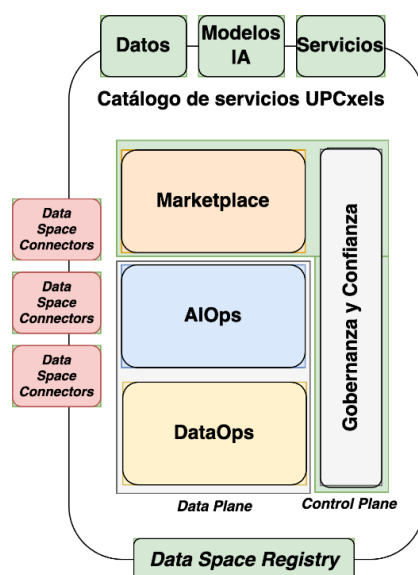 Datos
Modelos
IA
Servicios
Catálogo de servicios UPCxels
Marketplace
Gobernanza y Confianza
Data
Space
Connectors
AIOps
Data
Space
Connectors
Data
Space
Connectors
DataOps
Data Plane
Control Plane
Data Space Registry